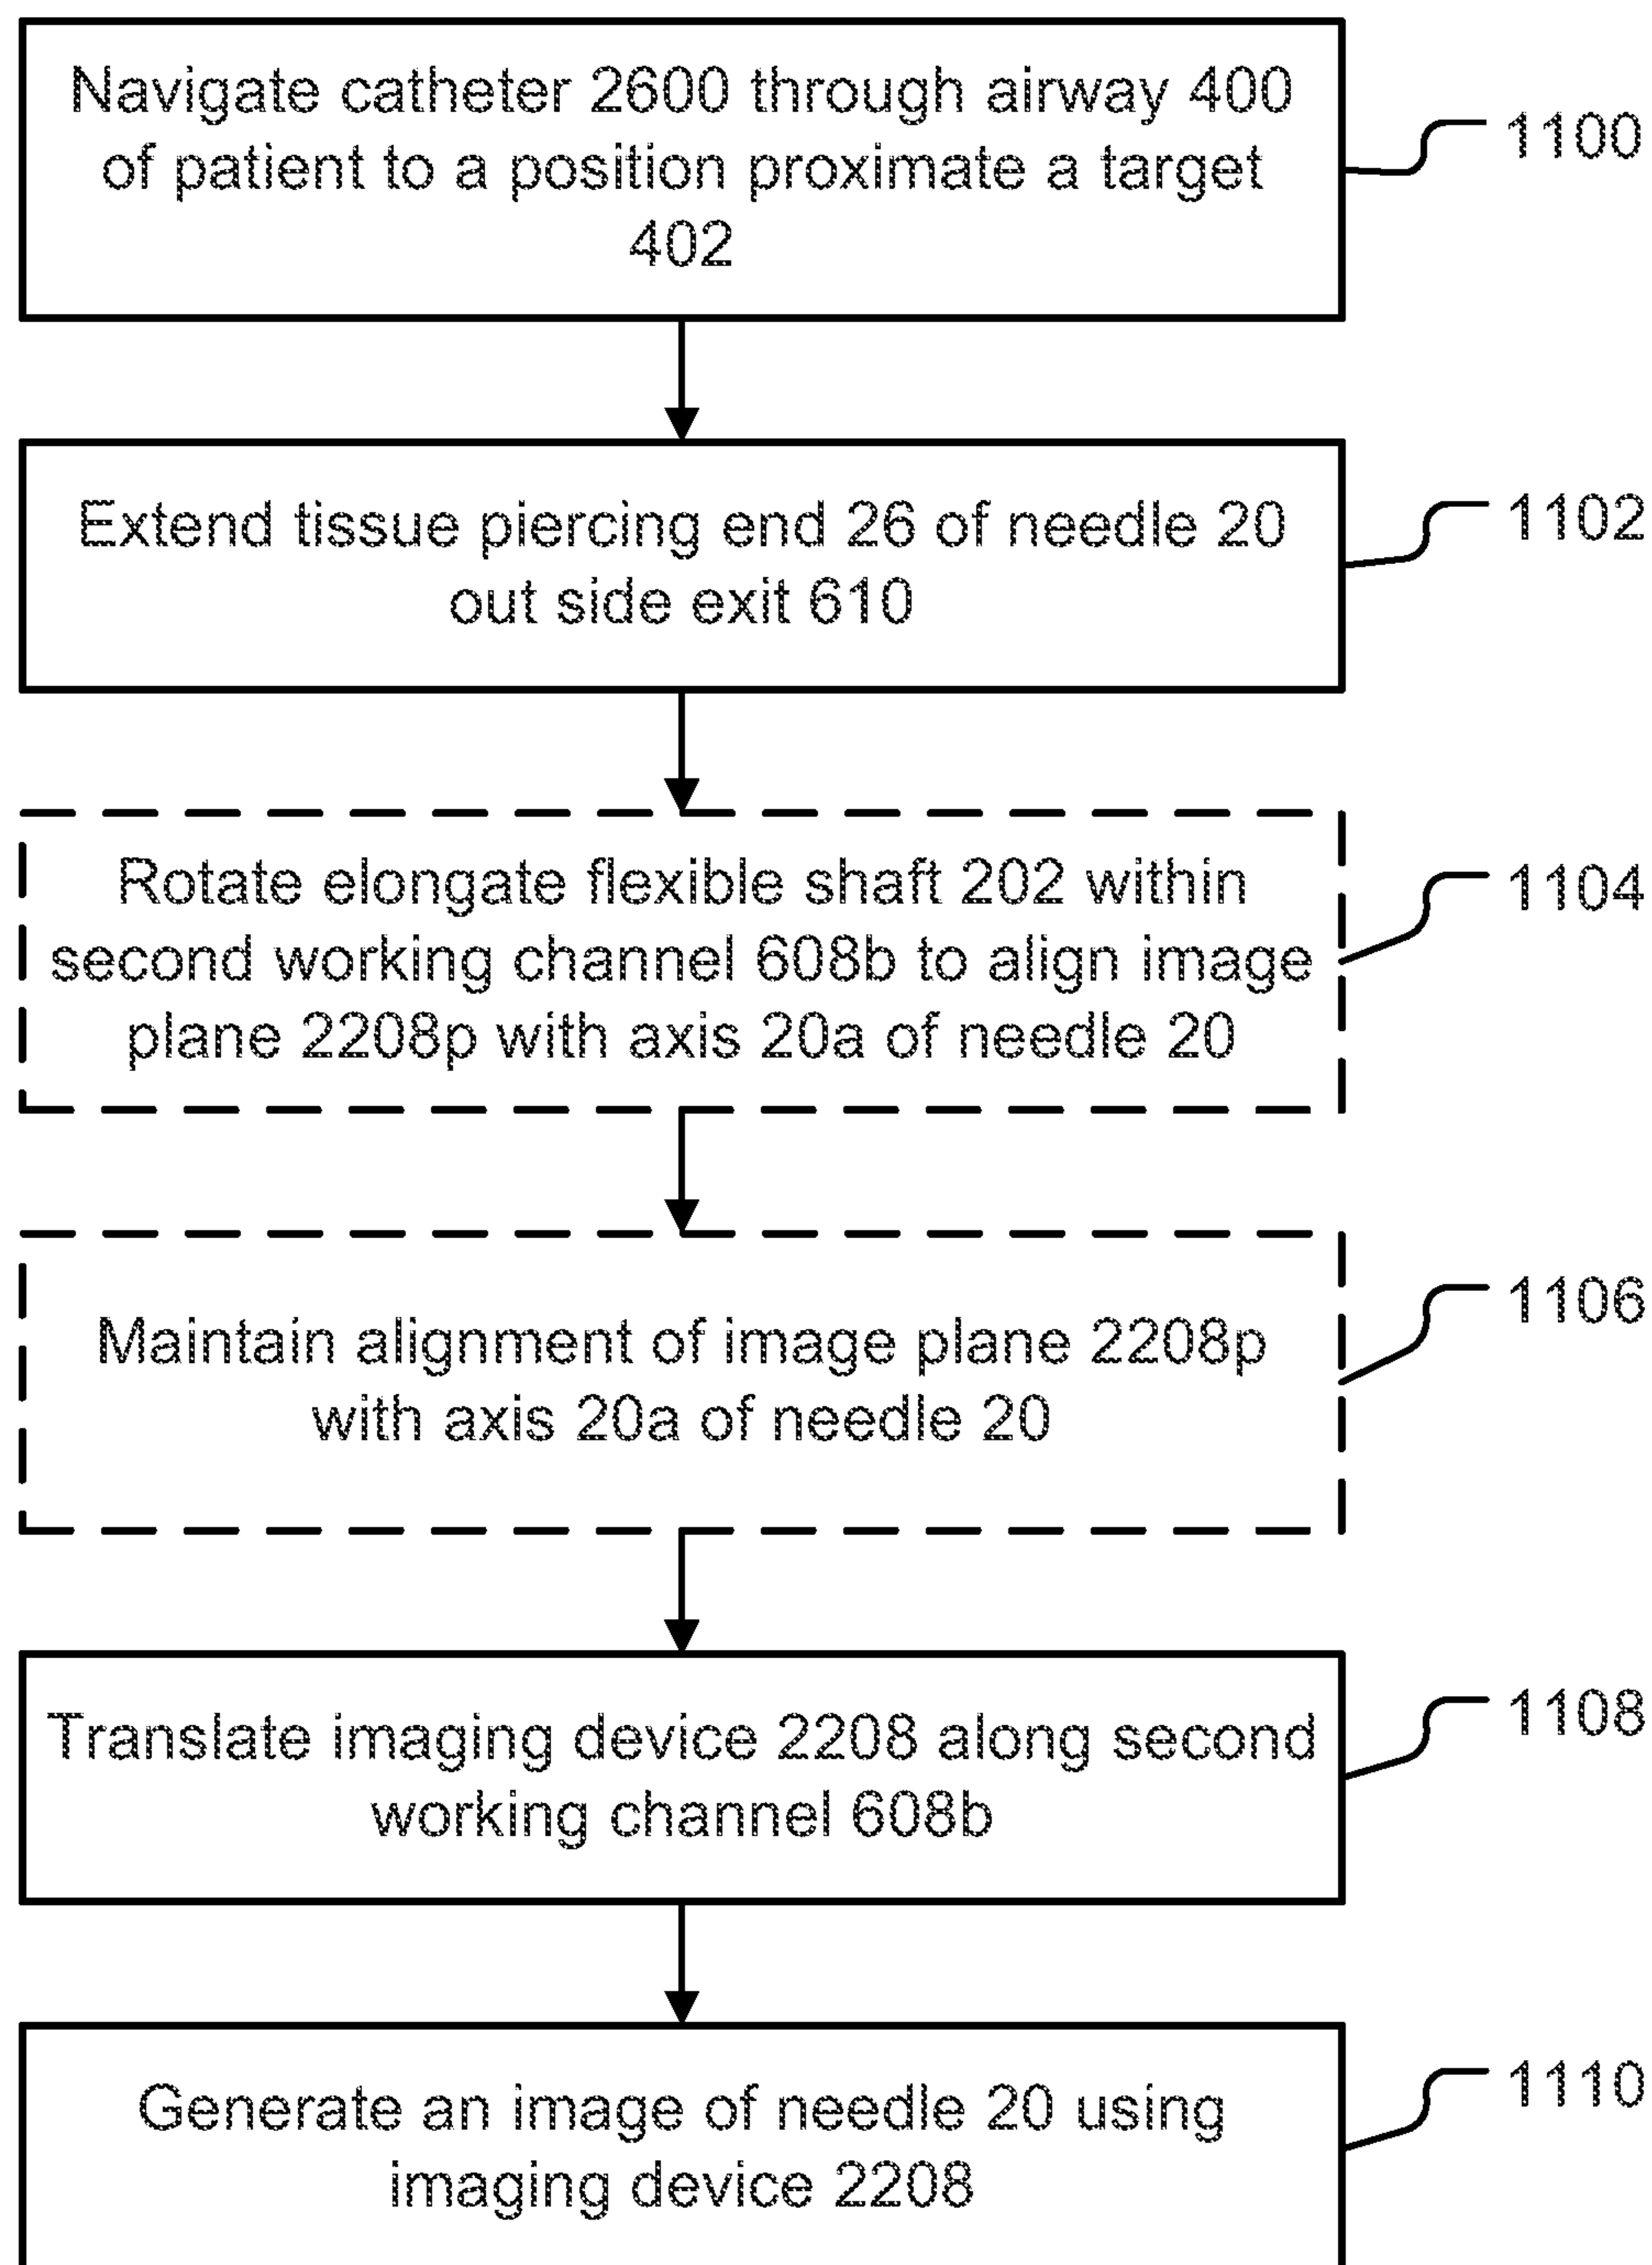 Navigate catheter 2600 through airway 400
of patient to a position proximate a target
402
1100
Extend tissue piercing end 26 of needle 20
out side exit 610
1102
Rotate elongate flexible shaft 202 within
second working channel 608b to align image
plane 2208p with axis 20a of needle 20
1104
Maintain alignment of image plane 2208p
with axis 20a of needle 20
1106
Translate imaging device 2208 along second
working channel 608b
1108
Generate an image of needle 20 using
imaging device 2208
1110